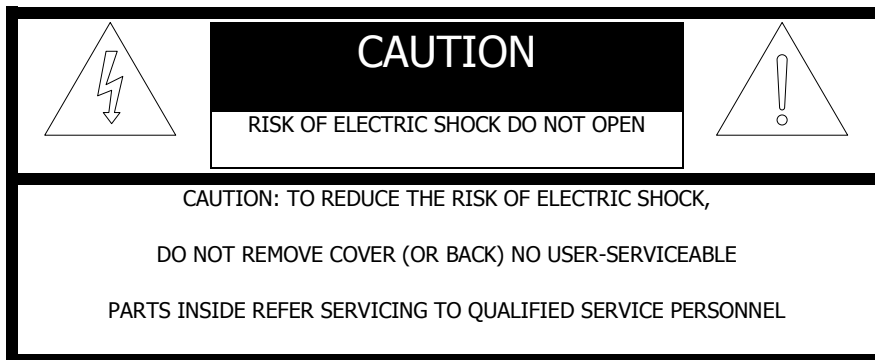 CAUTION
RISK OF ELECTRIC SHOCK DO NOT OPEN
CAUTION: TO REDUCE THE RISK OF ELECTRIC SHOCK,
DO NOT REMOVE COVER (OR BACK) NO USER-SERVICEABLE
PARTS INSIDE REFER SERVICING TO QUALIFIED SERVICE PERSONNEL